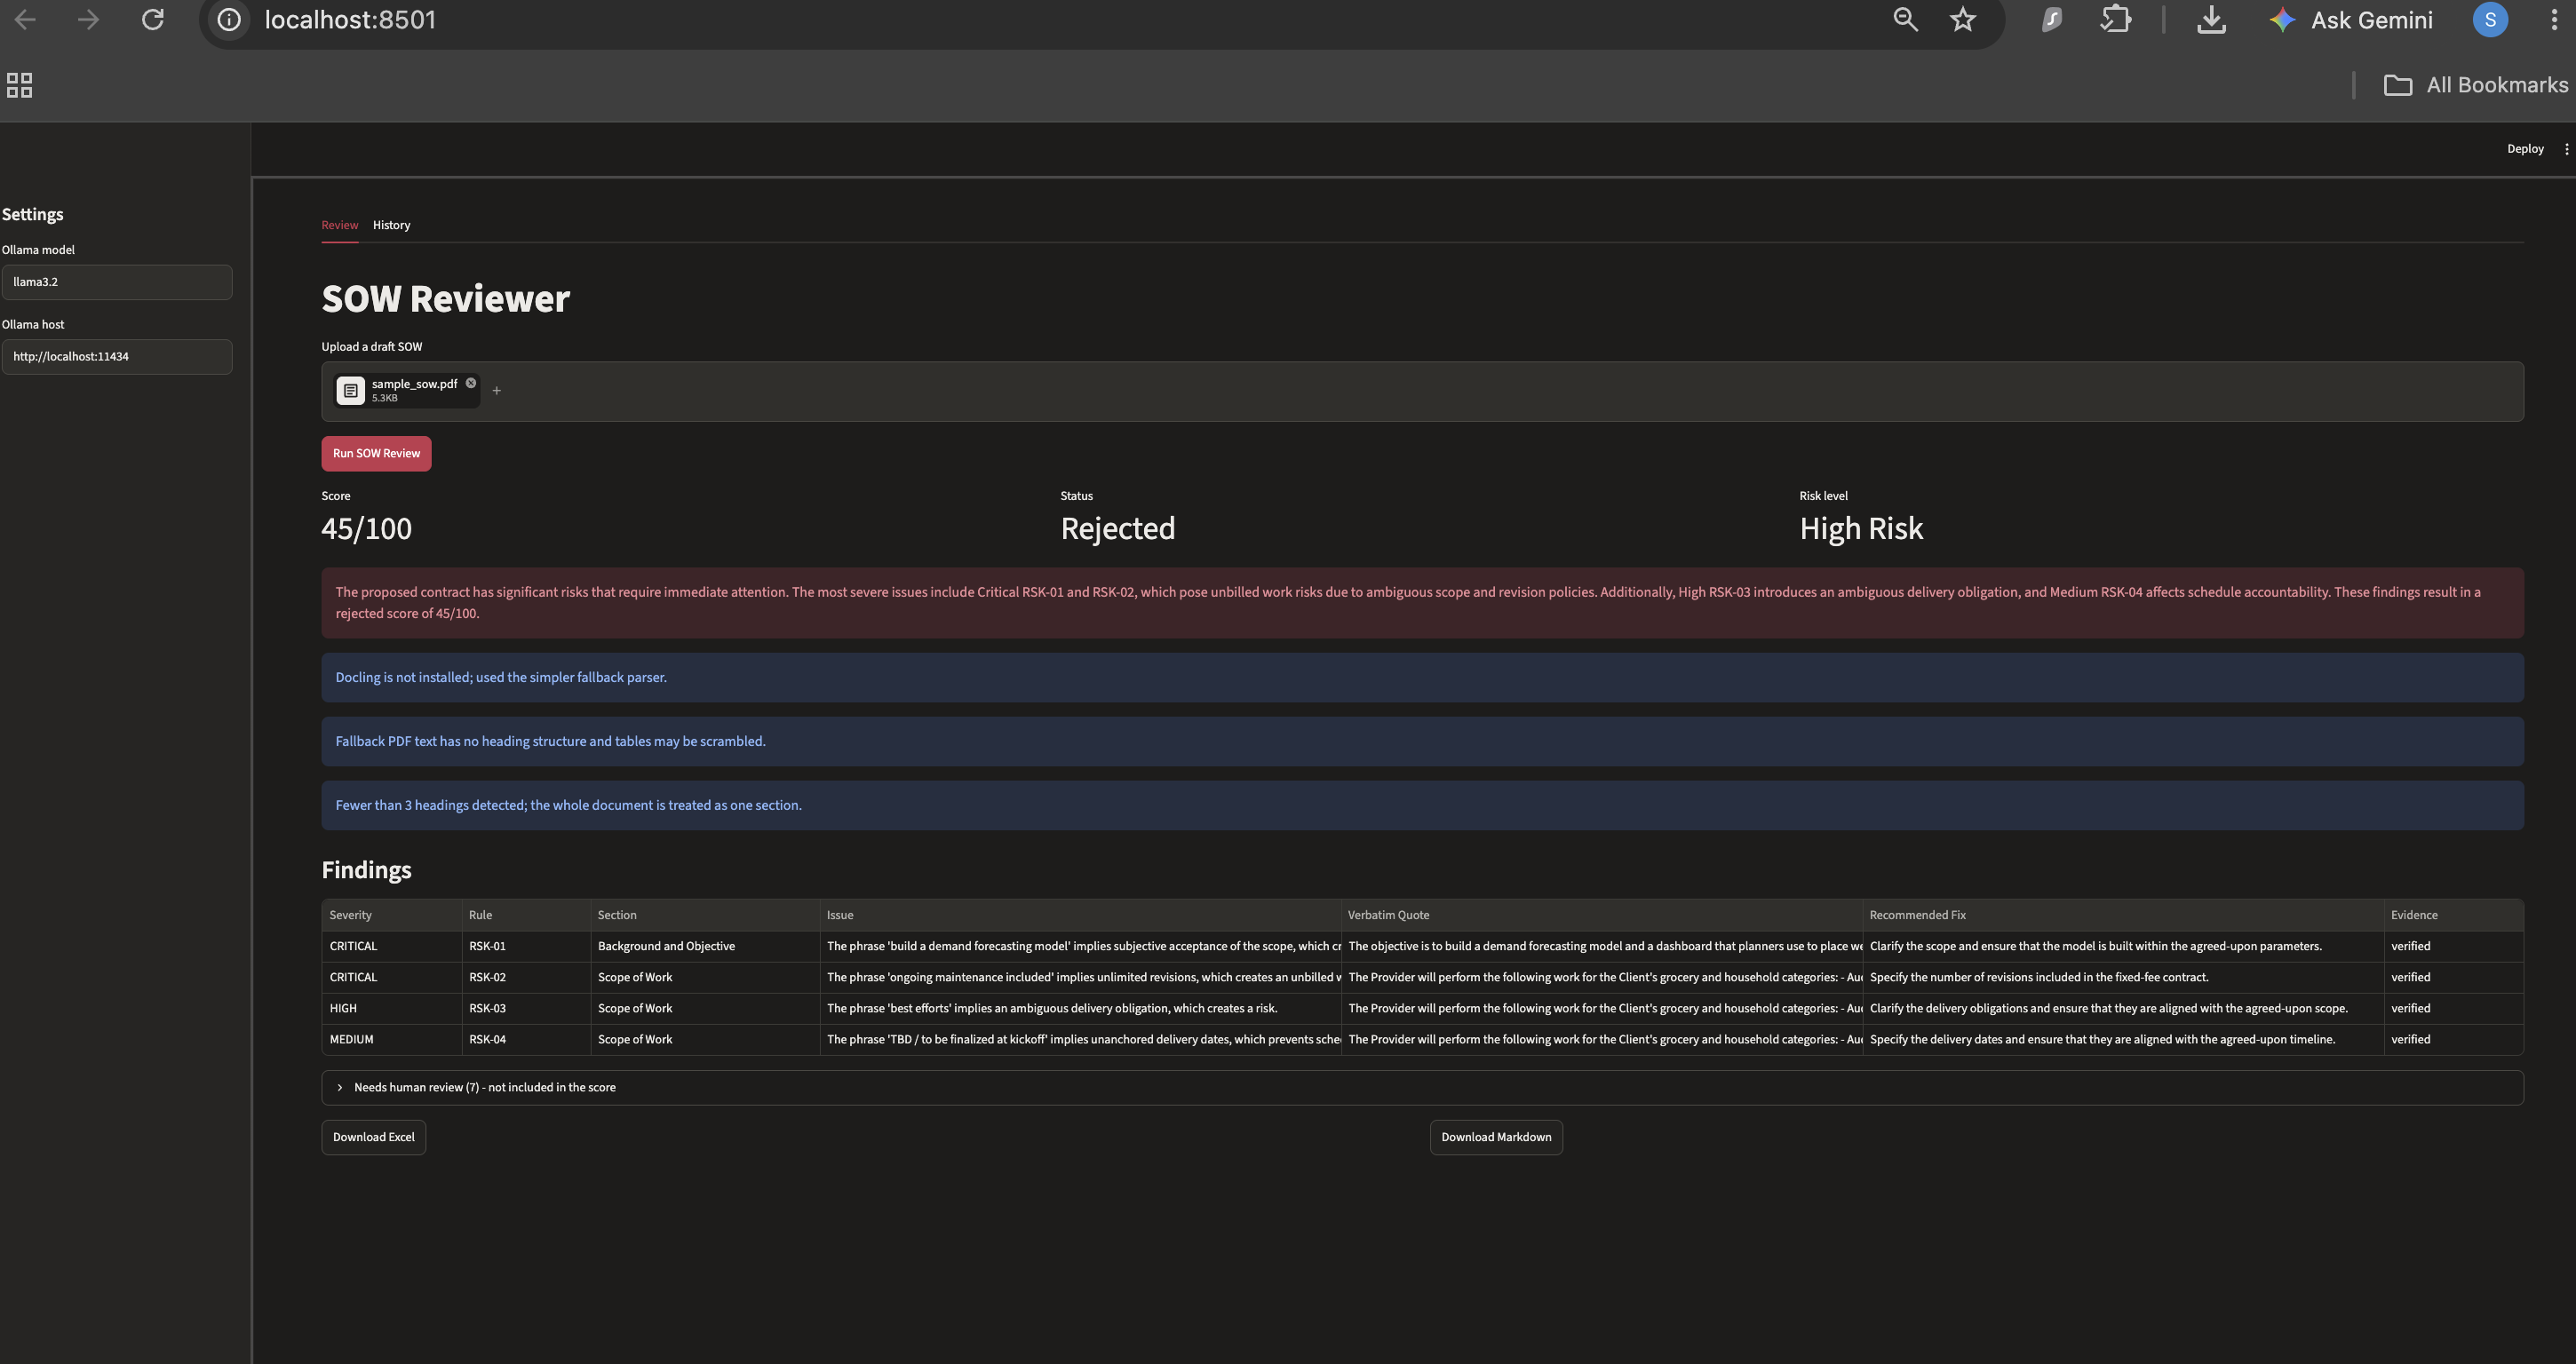 localhost:8501
Ask Gemini
S
All Bookmarks
Deploy
Settings
Ollama model
llama3.2
Ollama host
http://localhost:11434
Review History
SOW Reviewer
Upload a draft SOW
sample_sow.pdf
5.3KB
Run SOW Review
Score Status Risk level
45/100 Rejected High Risk
The proposed contract has significant risks that require immediate attention. The most severe issues include Critical RSK-01 and RSK-02, which pose unbilled work risks due to ambiguous scope and revision policies. Additionally, High RSK-03 introduces an ambiguous delivery obligation, and Medium RSK-04 affects schedule accountability. These findings result in a
rejected score of 45/100.
Docling is not installed; used the simpler fallback parser.
Fallback PDF text has no heading structure and tables may be scrambled.
Fewer than 3 headings detected; the whole document is treated as one section.
Findings
Severity Rule Section Issue Verbatim Quote Recommended Fix Evidence
CRITICAL RSK-01 Background and Objective The phrase 'build a demand forecasting model' implies subjective acceptance of the scope, which cr The objective is to build a demand forecasting model and a dashboard that planners use to place we Clarify the scope and ensure that the model is built within the agreed-upon parameters. verified
CRITICAL RSK-02 Scope of Work The phrase 'ongoing maintenance included' implies unlimited revisions, which creates an unbilled w The Provider will perform the following work for the Client's grocery and household categories: - Au Specify the number of revisions included in the fixed-fee contract. verified
HIGH RSK-03 Scope of Work The phrase 'best efforts' implies an ambiguous delivery obligation, which creates a risk. The Provider will perform the following work for the Client's grocery and household categories: - Au Clarify the delivery obligations and ensure that they are aligned with the agreed-upon scope. verified
MEDIUM RSK-04 Scope of Work The phrase 'TBD / to be finalized at kickoff' implies unanchored delivery dates, which prevents sche The Provider will perform the following work for the Client's grocery and household categories: - Au Specify the delivery dates and ensure that they are aligned with the agreed-upon timeline. verified
Needs human review (7) - not included in the score
Download Excel Download Markdown